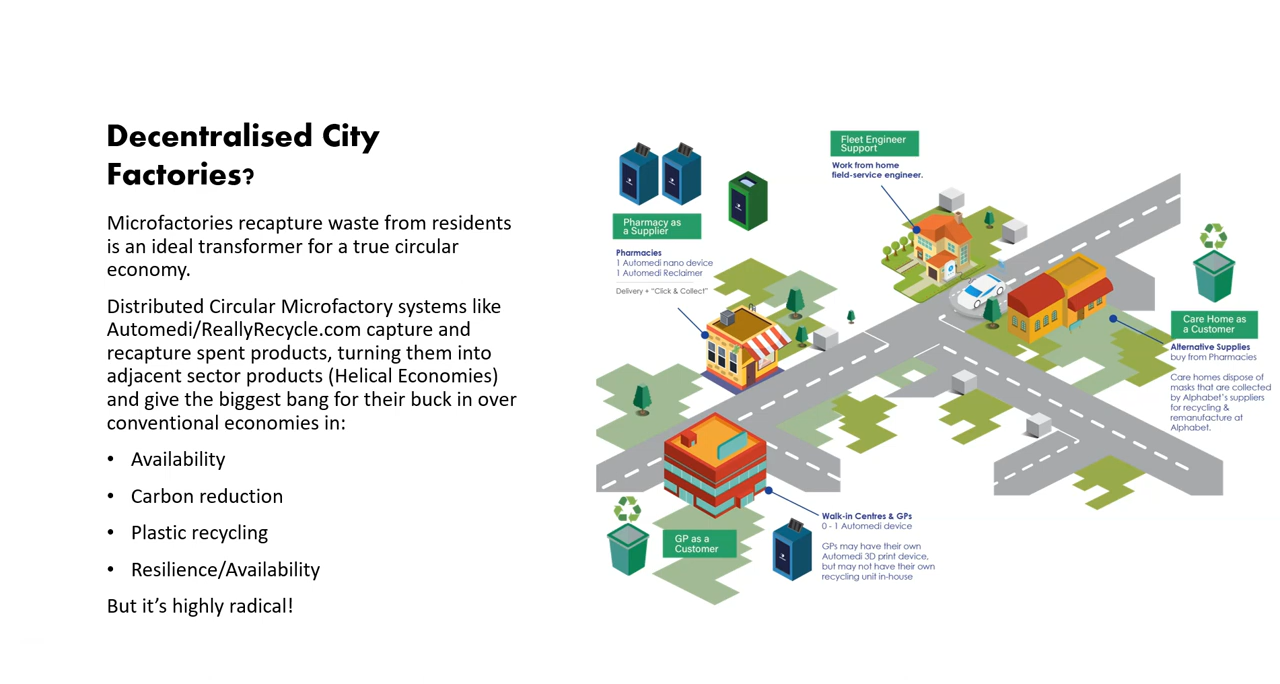 Decentralised City
Factories?
Microfactories recapture waste from residents
is an ideal transformer for a true circular
economy.
Distributed Circular Microfactory systems like
Automedi/ReallyRecycle.com capture and
recapture spent products, turning them into
adjacent sector products (Helical Economies)
and give the biggest bang for their buck in over
conventional economies in:
• Availability
• Carbon reduction
• Plastic recycling
• Resilience/Availability
But it's highly radical!
Pharmacy as
a Supplier
Pharmacies
1 Automedi nano device
1 Automedi Reclaimer
Delivery + "Click & Collect"
Fleet Engineer
Support
Work from home
field-service engineer.
Care Home as
a Customer
Alternative Supplies
buy from Pharmacies
Care homes dispose of
masks that are collected
by Alphabet's suppliers
for recycling &
remanufacture at
Alphabet.
GP as a
Customer
Walk-in Centres & GPs
0 - 1 Automedi device
GPs may have their own
Automedi 3D print device,
but may not have their own
recycling unit in-house